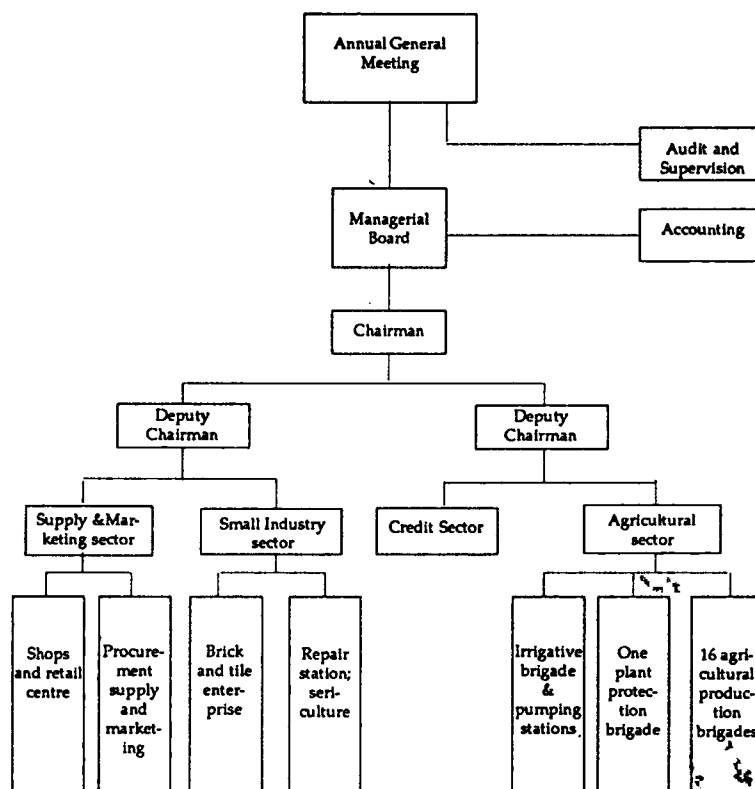 Annual General
Meeting
Audit and
Supervision
Managerial
Board
Accounting
Chairman
Deputy
Chairman
Deputy
Chairman
Supply &Mar-
keting sector
Small Industry
sector
Credit Sector
Agricultural
sector
Shops
and retail
centre
Procure-
ment
supply
and
market-
ing
Brick
and tile
enter-
prise
Repair
station;
seri-
culture
Irrigative
brigade
&
pumping
stations
One
plant
protec-
tion
brigade
16 agri-
cultural
produc-
tion
brigades